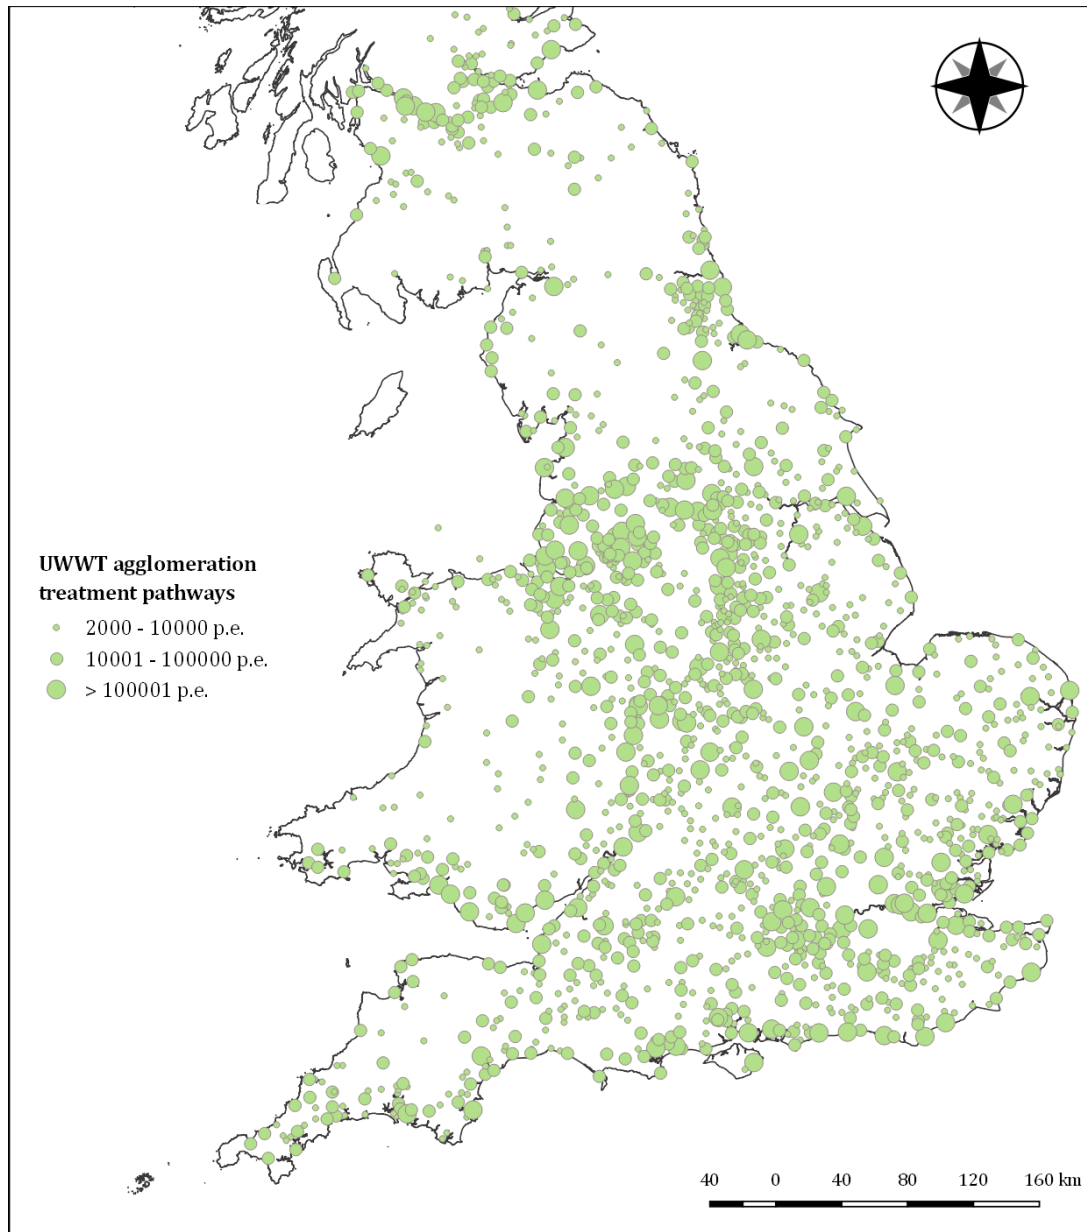 UWWT agglomeration
treatment pathways
2000 - 10000 p.e.
10001 - 100000 p.e.
> 100001 p.e.
40 0 40 80 120 160 km